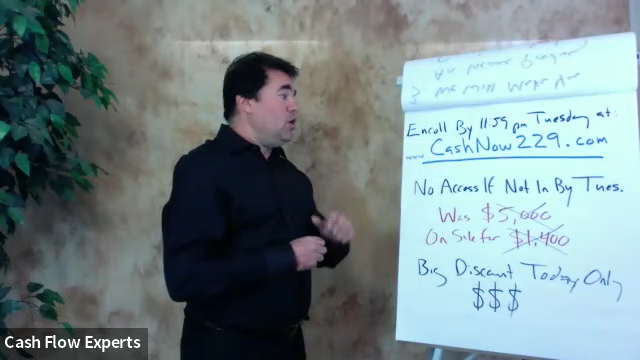 Enroll By 11:59 pm Tuesday at:
www. CashNow229.com
No Access If Not In By Tues.
Was $5,000
On Sale for $1,400
Big Discount Today Only
$$$
Cash Flow Experts